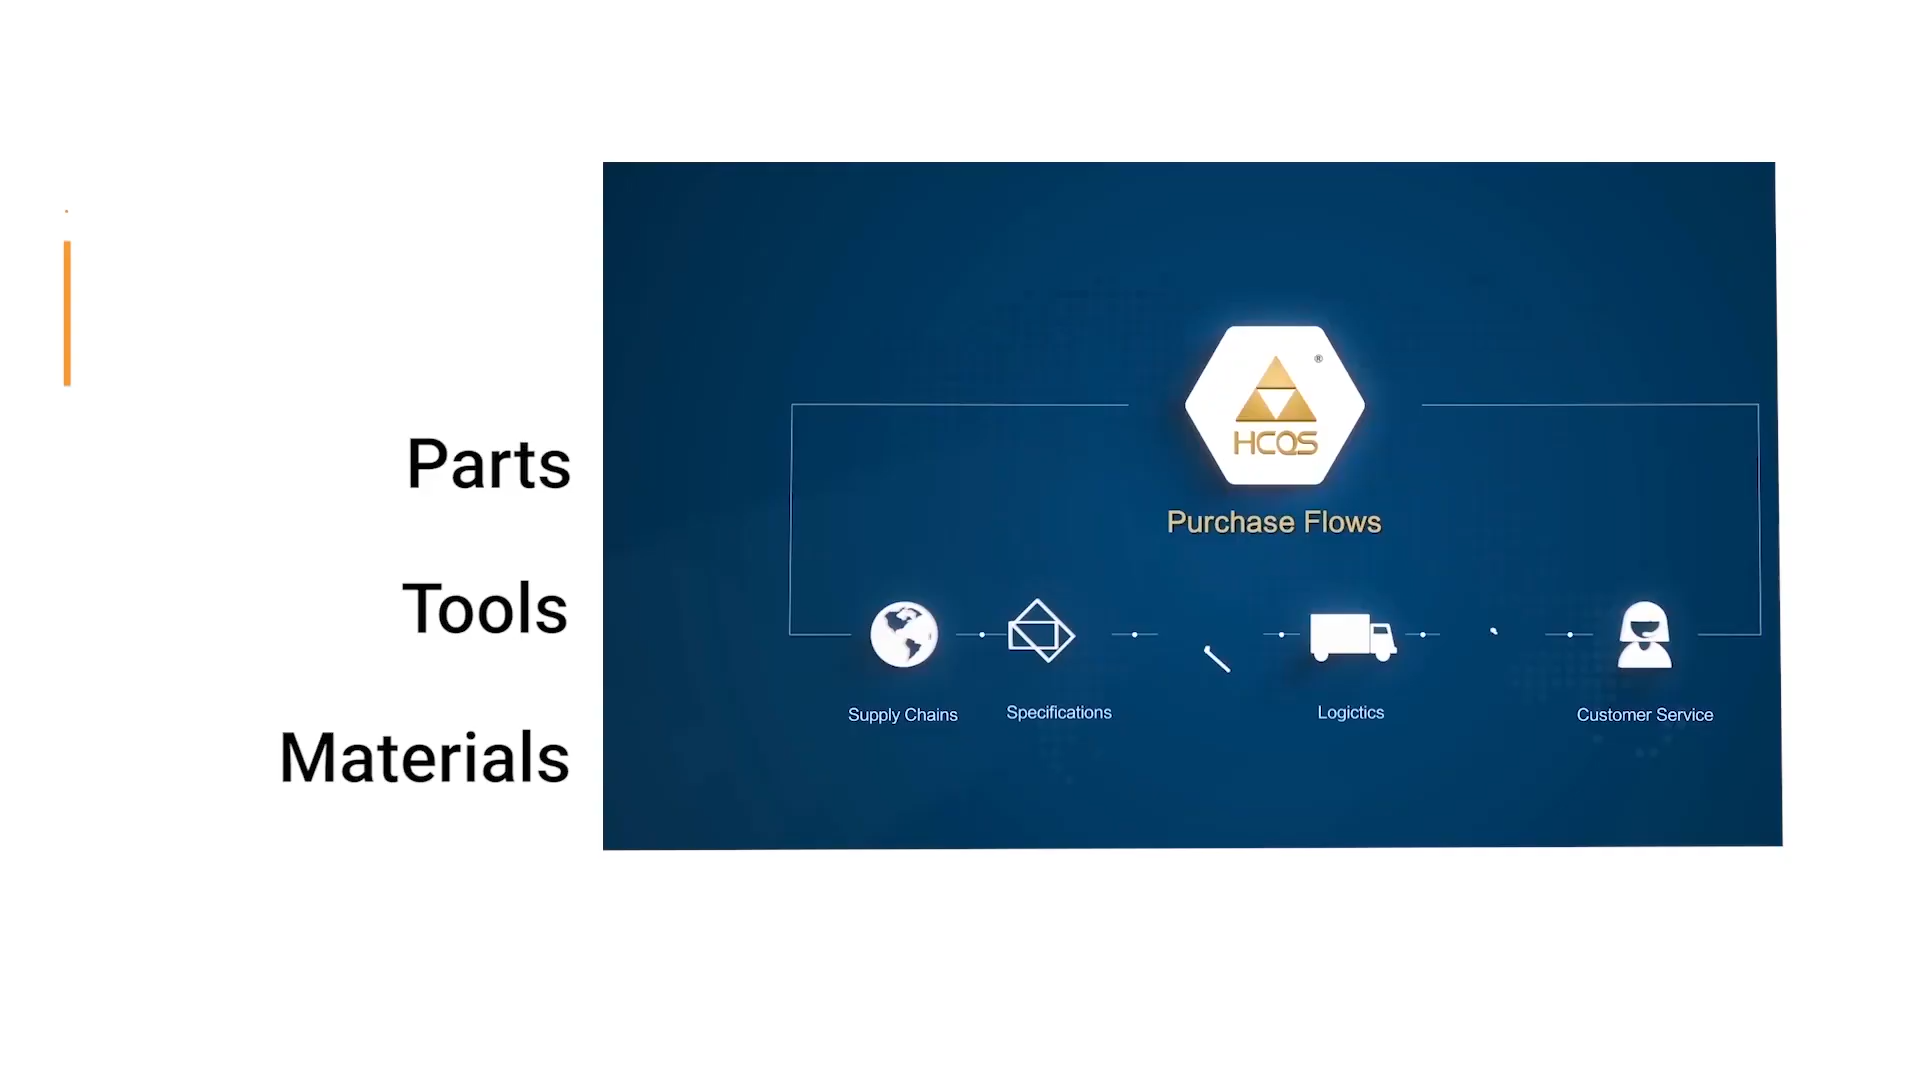 Parts
Tools
Materials
®
HCQS
Purchase Flows
Supply Chains
Specifications
Logictics
Customer Service